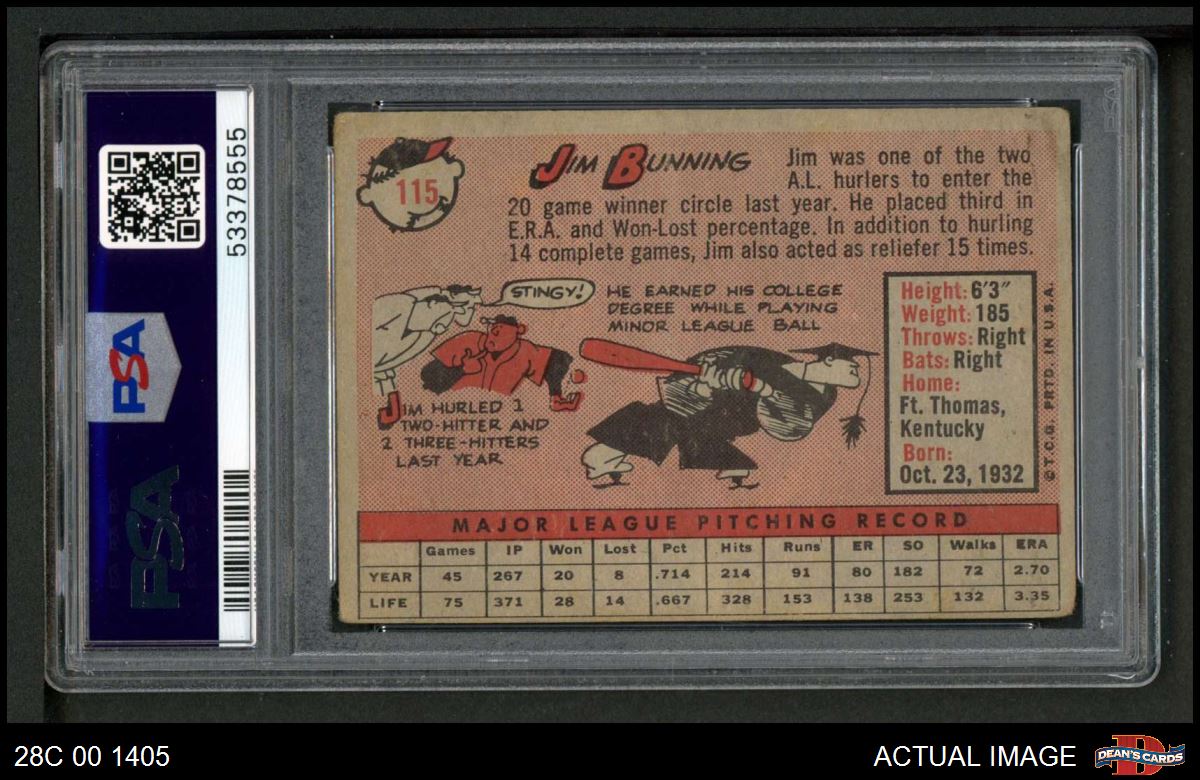 53378555
PSA
PSA
115
JIM BUNNING
Jim was one of the two
A.L. hurlers to enter the
20 game winner circle last year. He placed third in
E.R.A. and Won-Lost percentage. In addition to hurling
14 complete games, Jim also acted as reliefer 15 times.
STINGY!
JIM HURLED 1
TWO-HITTER AND
2 THREE-HITTERS
LAST YEAR
HE EARNED HIS COLLEGE
DEGREE WHILE PLAYING
MINOR LEAGUE BALL
Height: 6'3"
Weight: 185
Throws: Right
Bats: Right
Home:
Ft. Thomas,
Kentucky
Born:
Oct. 23, 1932
©T.C.G. PRTD. IN U.S.A.
MAJOR LEAGUE PITCHING RECORD
Games IP Won Lost Pct Hits Runs ER SO Walks ERA
YEAR 45 267 20 8 .714 214 91 80 182 72 2.70
LIFE 75 371 28 14 .667 328 153 138 253 132 3.35
28C 00 1405
ACTUAL IMAGE
D
DEAN'S CARDS